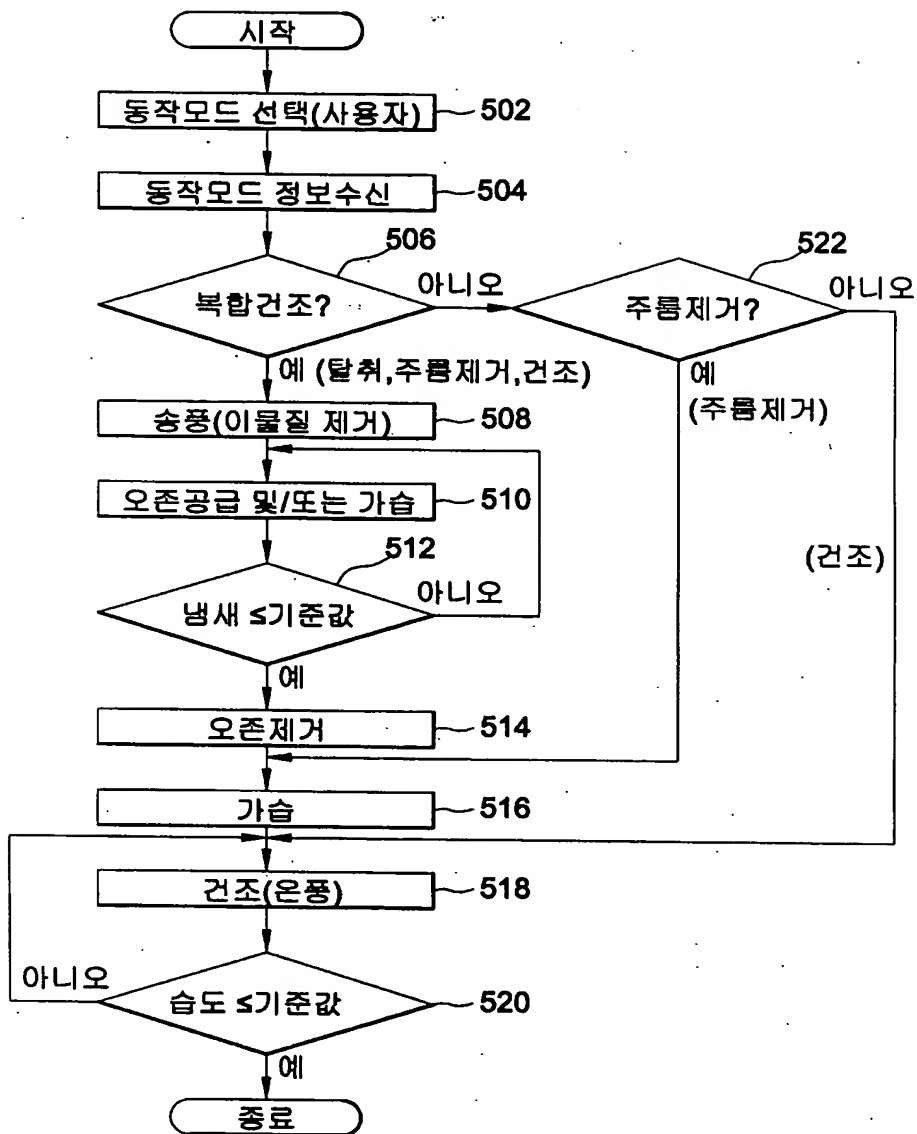 시작
동작모드 선택(사용자)
502
동작모드 정보수신
504
506
복합건조?
아니오
522
주름제거?
아니오
예 (탈취,주름제거,건조)
예
(주름제거)
송풍(이물질 제거)
508
오존공급 및/또는 가습
510
(건조)
512
냄새 ≤기준값
아니오
예
오존제거
514
가습
516
건조(온풍)
518
아니오
습도 ≤기준값
520
예
종료